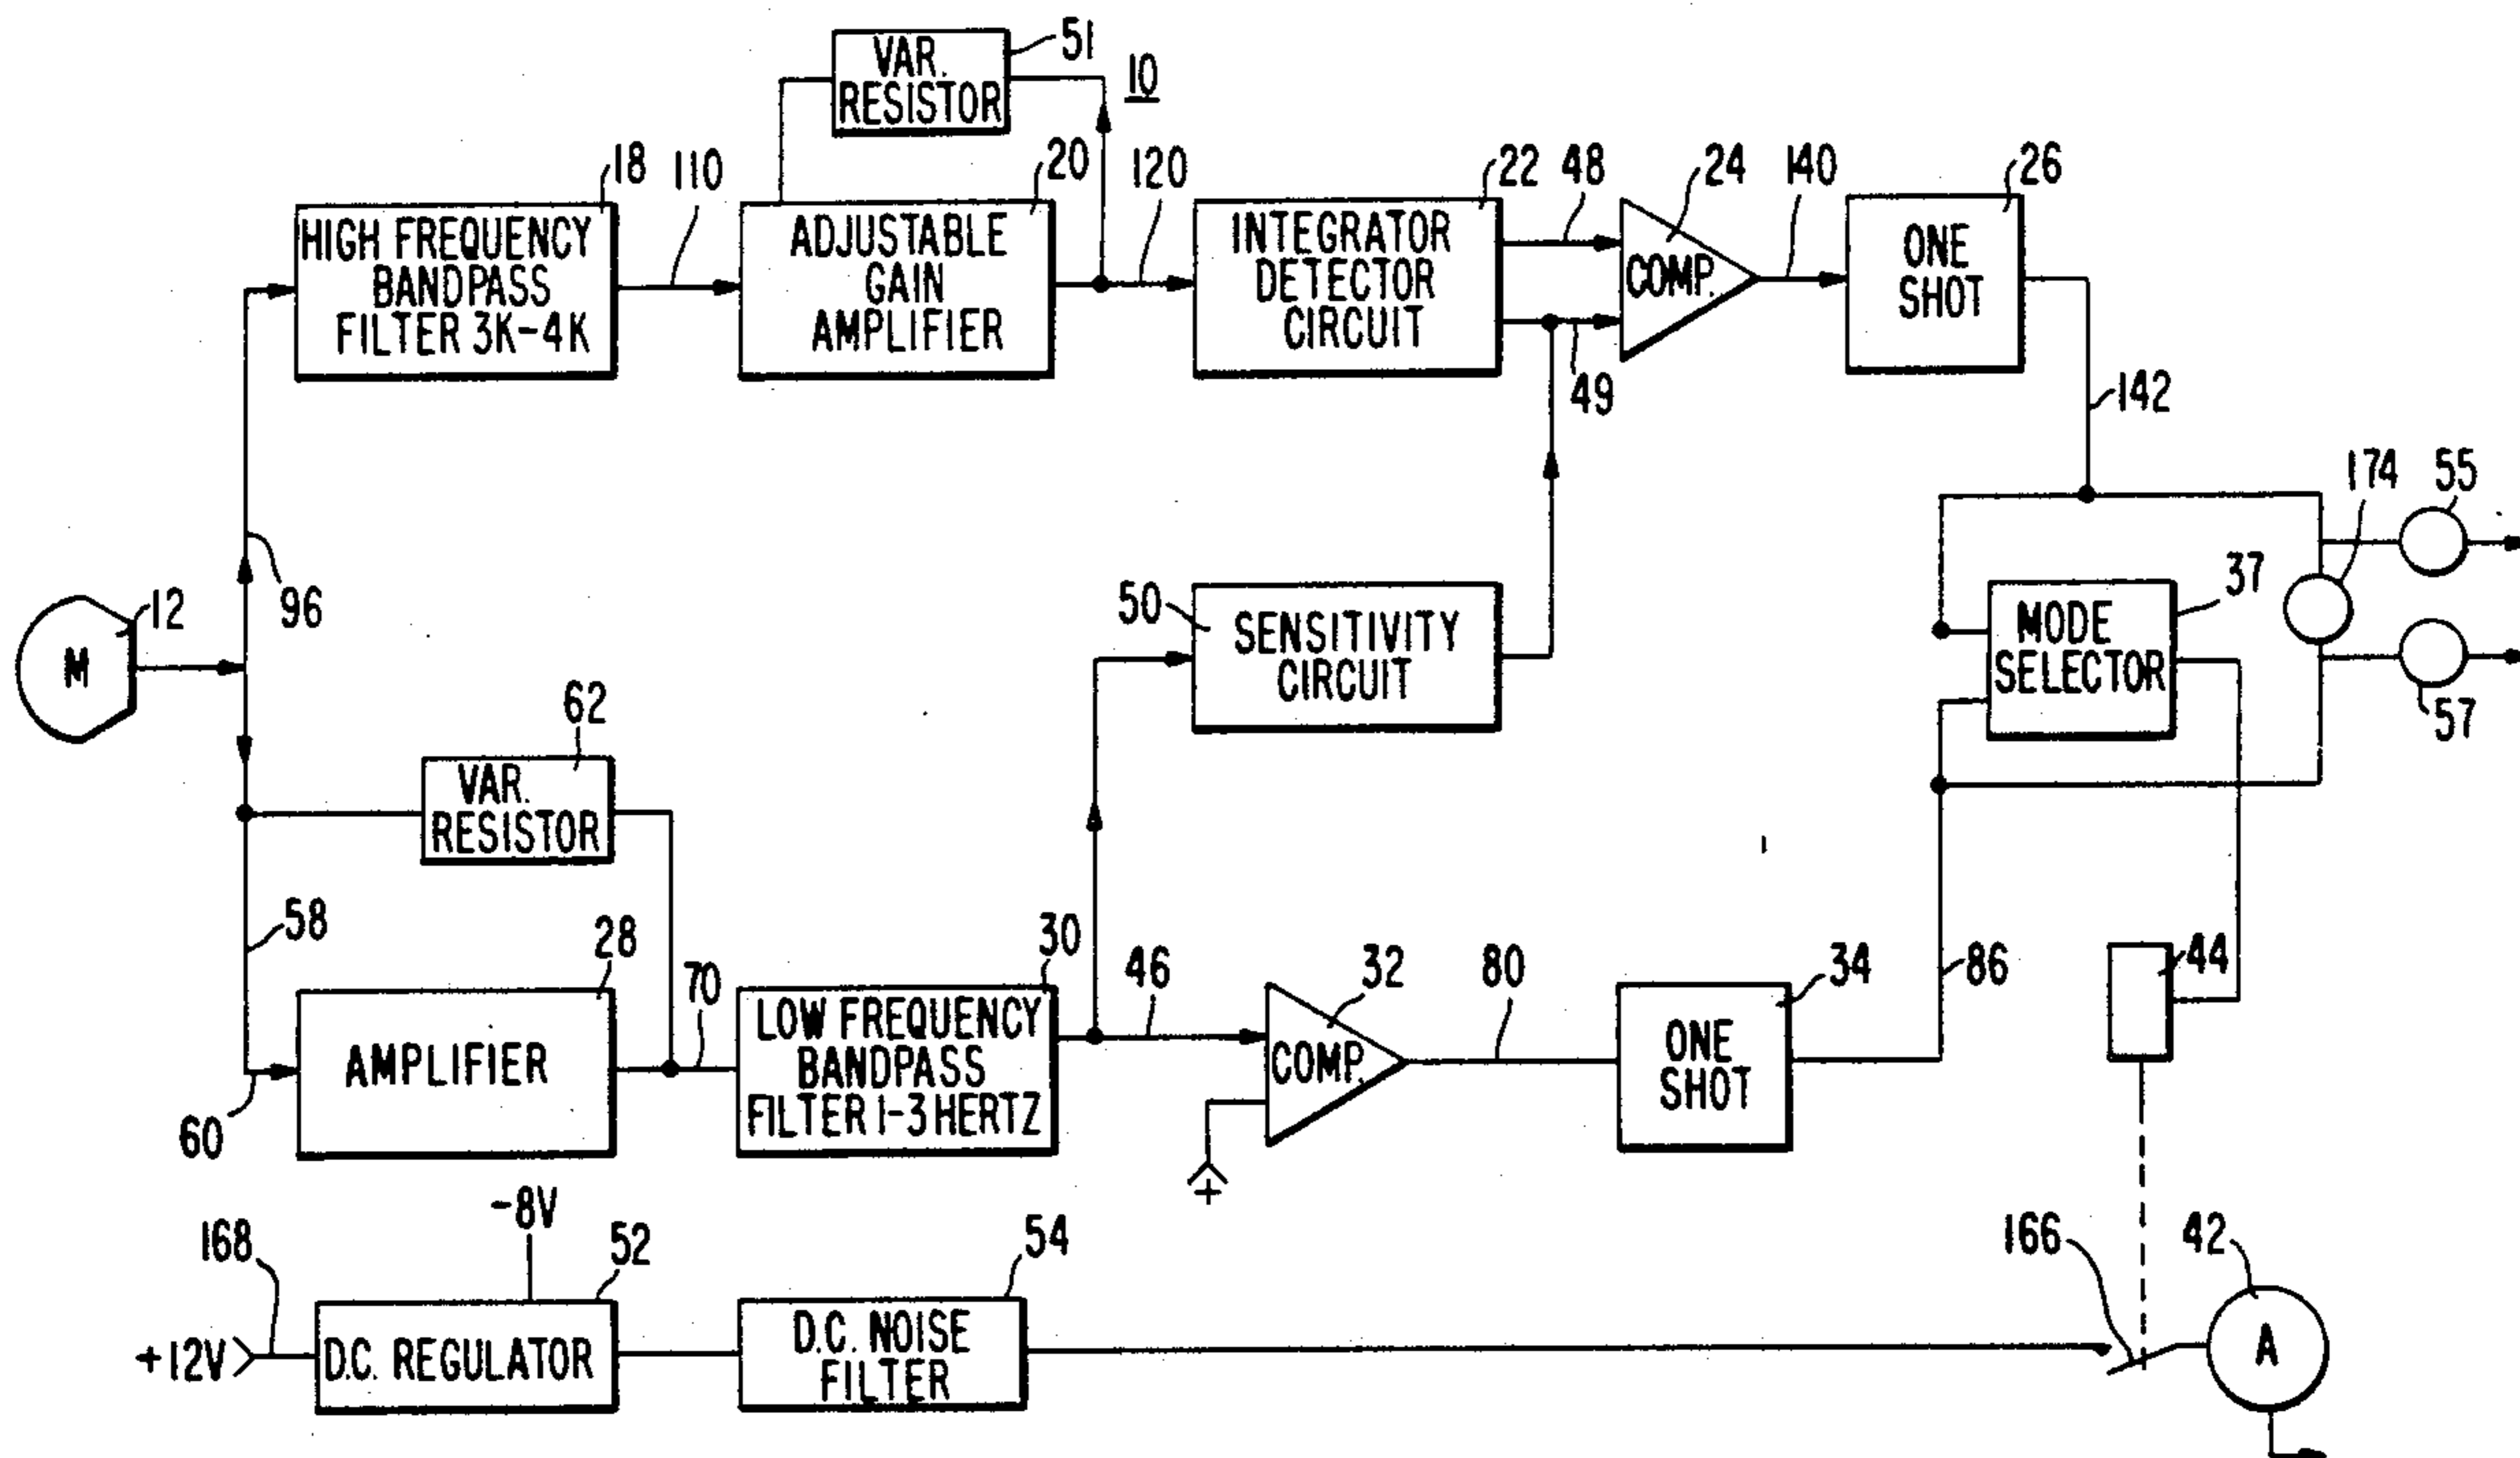 VAR.
RESISTOR
51
10
18
110
20
120
22
48
24
140
26
HIGH FREQUENCY
BANDPASS
FILTER 3K-4K
ADJUSTABLE
GAIN
AMPLIFIER
INTEGRATOR
DETECTOR
CIRCUIT
COMP.
ONE
SHOT
49
142
174
55
12
M
96
50
SENSITIVITY
CIRCUIT
37
MODE
SELECTOR
57
62
VAR.
RESISTOR
58
28
70
30
46
32
80
34
86
44
AMPLIFIER
LOW FREQUENCY
BANDPASS
FILTER 1-3 HERTZ
COMP.
ONE
SHOT
60
+
-8V
168
52
54
166
42
+12V
D.C. REGULATOR
D.C. NOISE
FILTER
A